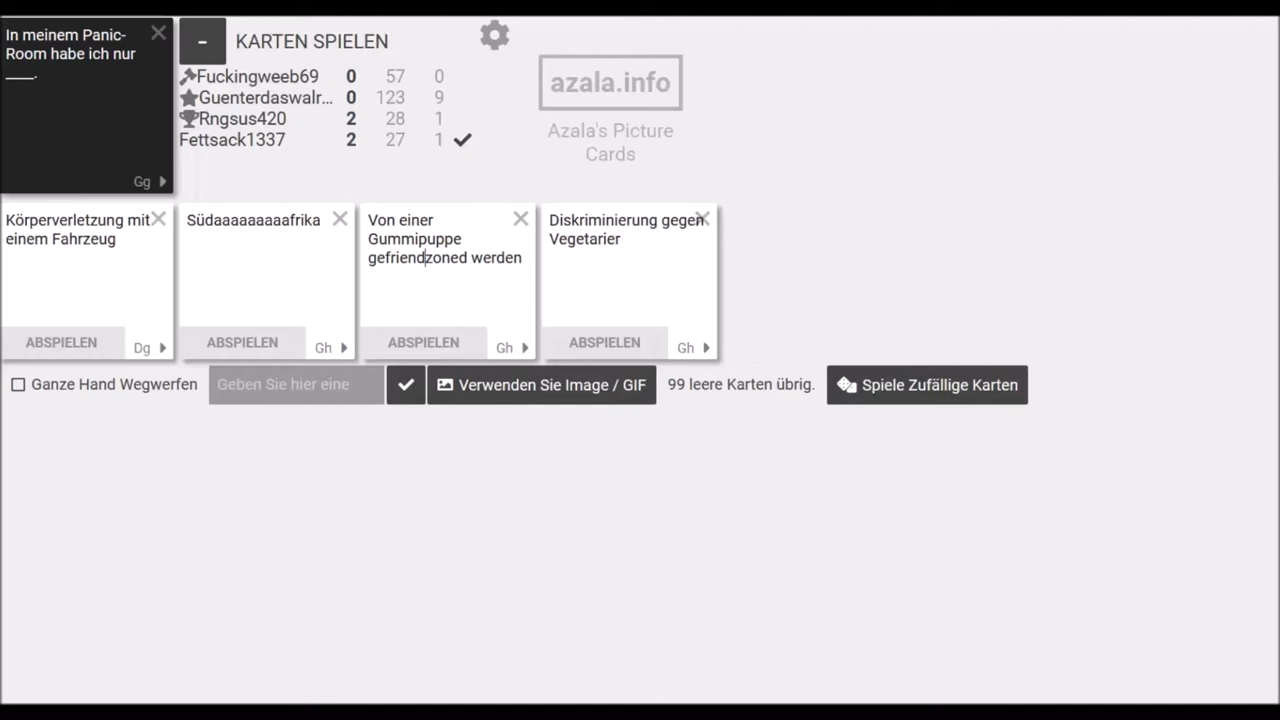 In meinem Panic-
Room habe ich nur
____.
Gg
-
KARTEN SPIELEN
Fuckingweeb69 0 57 0
Guenterdaswalr... 0 123 9
Rngsus420 2 28 1
Fettsack1337 2 27 1
azala.info
Azala's Picture
Cards
Körperverletzung mit
einem Fahrzeug
ABSPIELEN
Dg
Südaaaaaaaaafrika
ABSPIELEN
Gh
Von einer
Gummipuppe
gefriendzoned werden
ABSPIELEN
Gh
Diskriminierung gegen
Vegetarier
ABSPIELEN
Gh
Ganze Hand Wegwerfen
Geben Sie hier eine
Verwenden Sie Image / GIF
99 leere Karten übrig.
Spiele Zufällige Karten